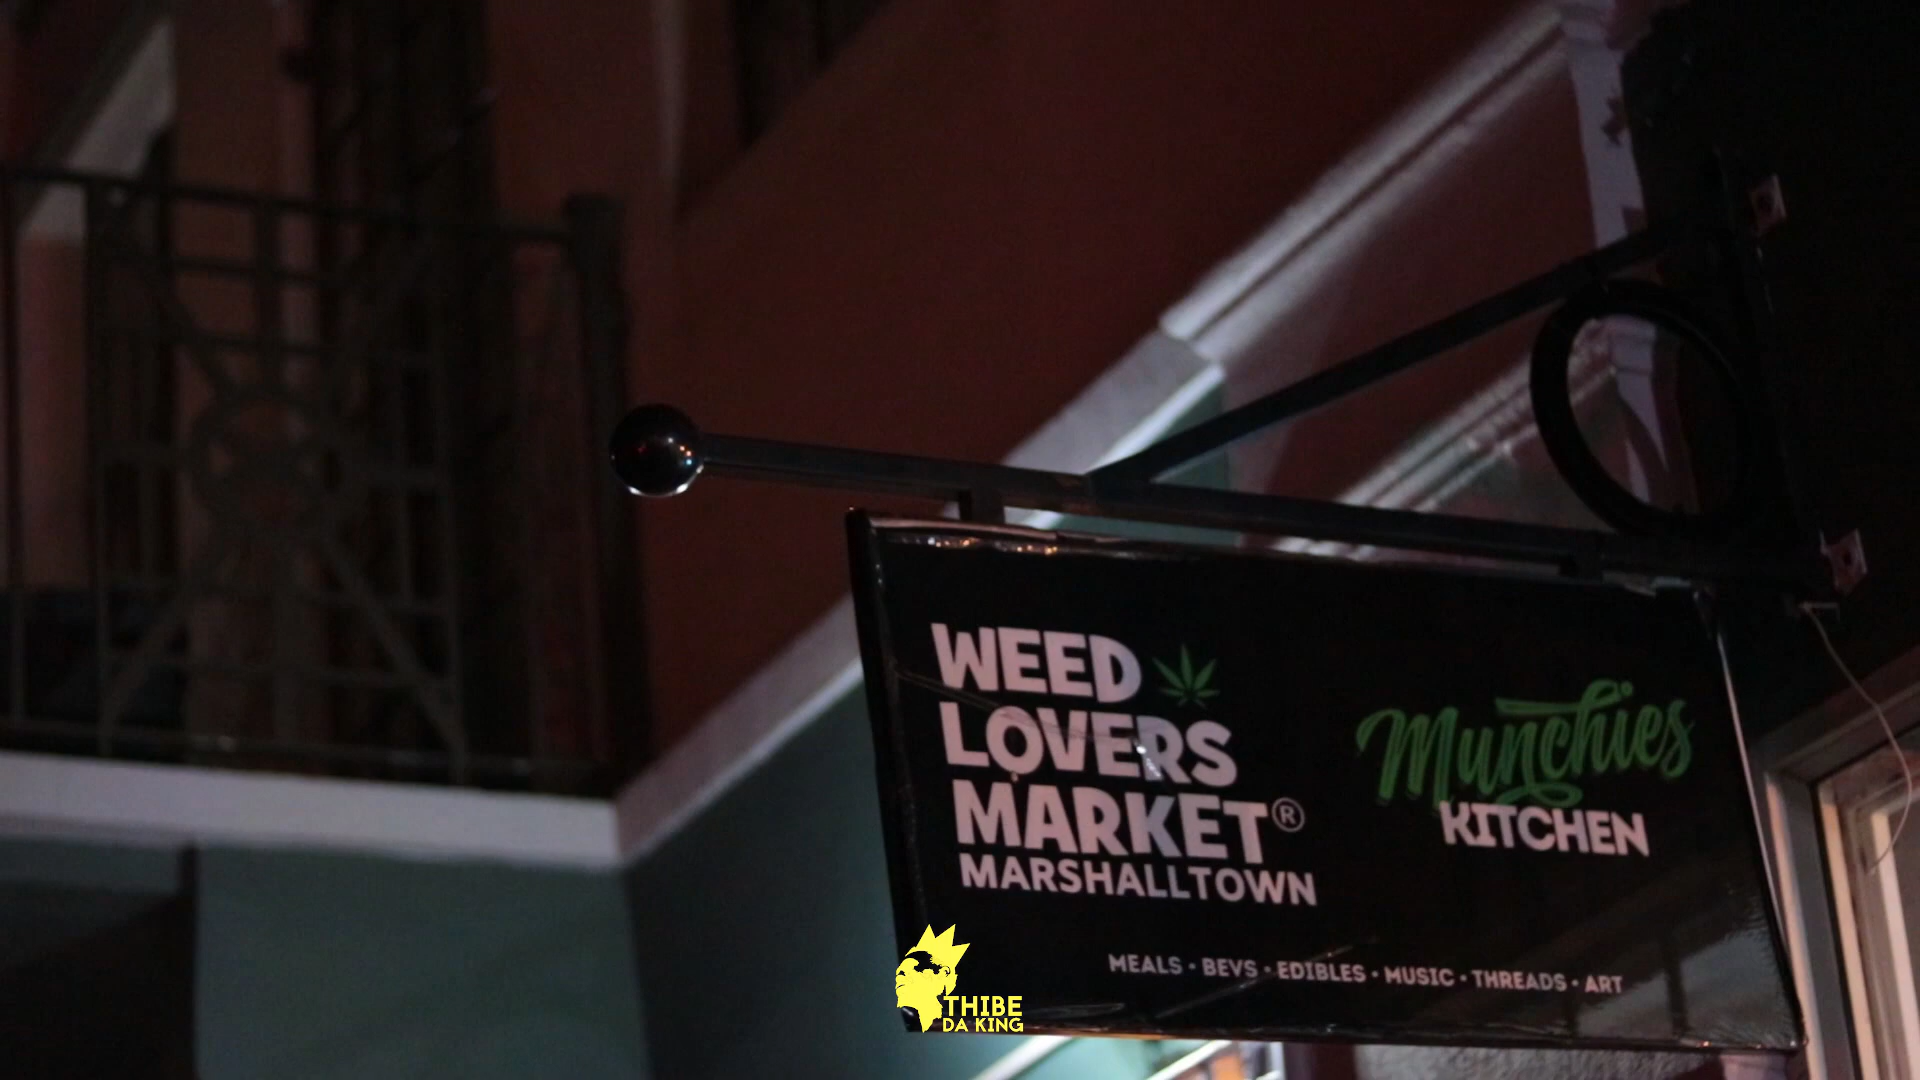 WEED
LOVERS
MARKET®
MARSHALLTOWN
Munchies
KITCHEN
MEALS • BEVS • EDIBLES • MUSIC • THREADS • ART
THIBE
DA KING